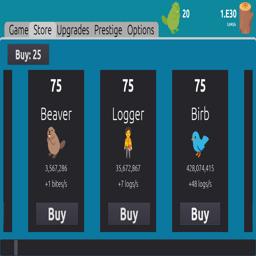 20
1.E30
Game Store Upgrades Prestige Options
Buy: 25
75 75 75
Beaver Logger Birb
3,567,286 35,672,867 428,074,415
+1 bites/s +7 logs/s +48 logs/s
Buy Buy Buy